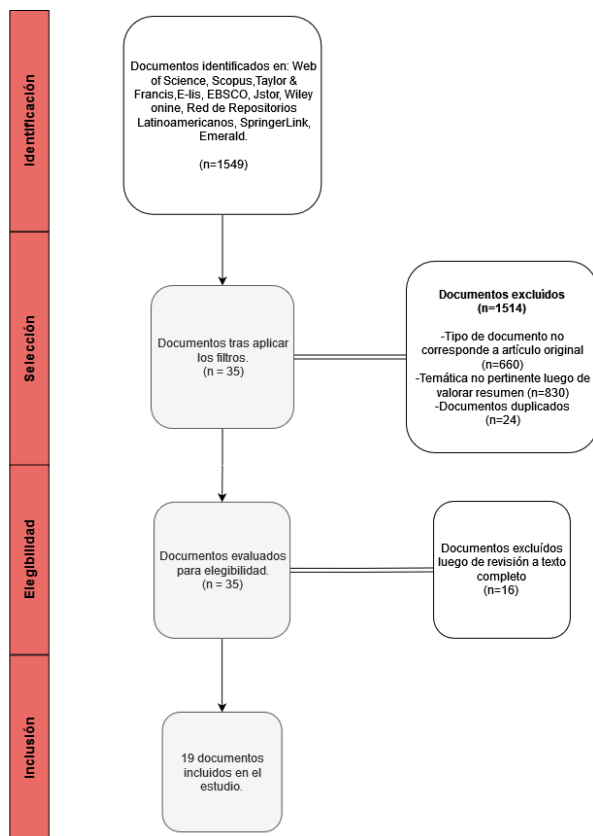 Identificación
Documentos identificados en: Web
of Science, Scopus,Taylor &
Francis,E-lis, EBSCO, Jstor, Wiley
onine, Red de Repositorios
Latinoamericanos, SpringerLink,
Emerald.
(n=1549)
Selección
Documentos tras aplicar
los filtros.
(n = 35)
Documentos excluídos
(n=1514)
-Tipo de documento no
corresponde a artículo original
(n=660)
-Temática no pertinente luego de
valorar resumen (n=830)
-Documentos duplicados
(n=24)
Elegibilidad
Documentos evaluados
para elegibilidad.
(n = 35)
Documentos excluídos
luego de revisión a texto
completo
(n=16)
Inclusión
19 documentos
incluidos en el
estudio.